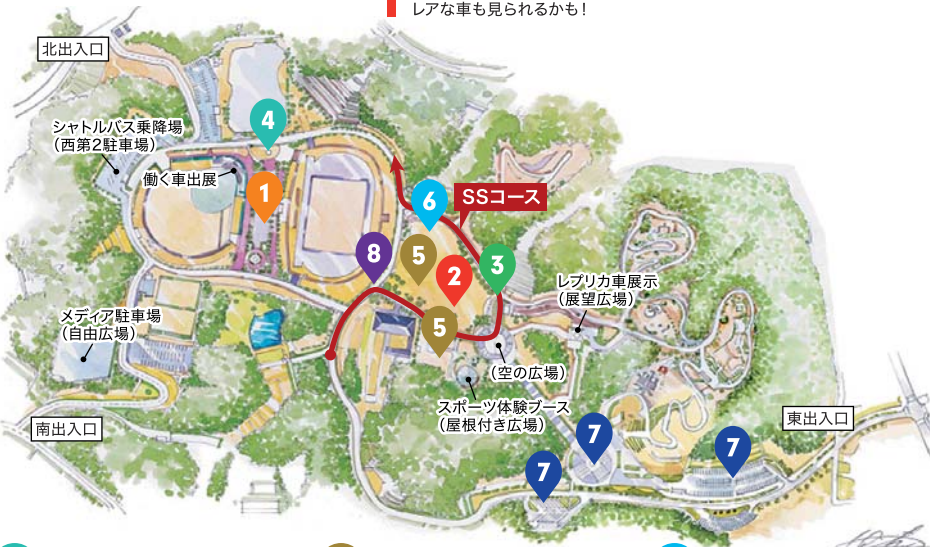 レアな車も見られるかも！
北出入口
シャトルバス乗降場
（西第2駐車場）
働く車出展
4
1
6
SSコース
8
5
2
3
レプリカ車展示
（展望広場）
メディア駐車場
（自由広場）
5
（空の広場）
スポーツ体験ブース
（屋根付き広場）
南出入口
東出入口
7
7
7